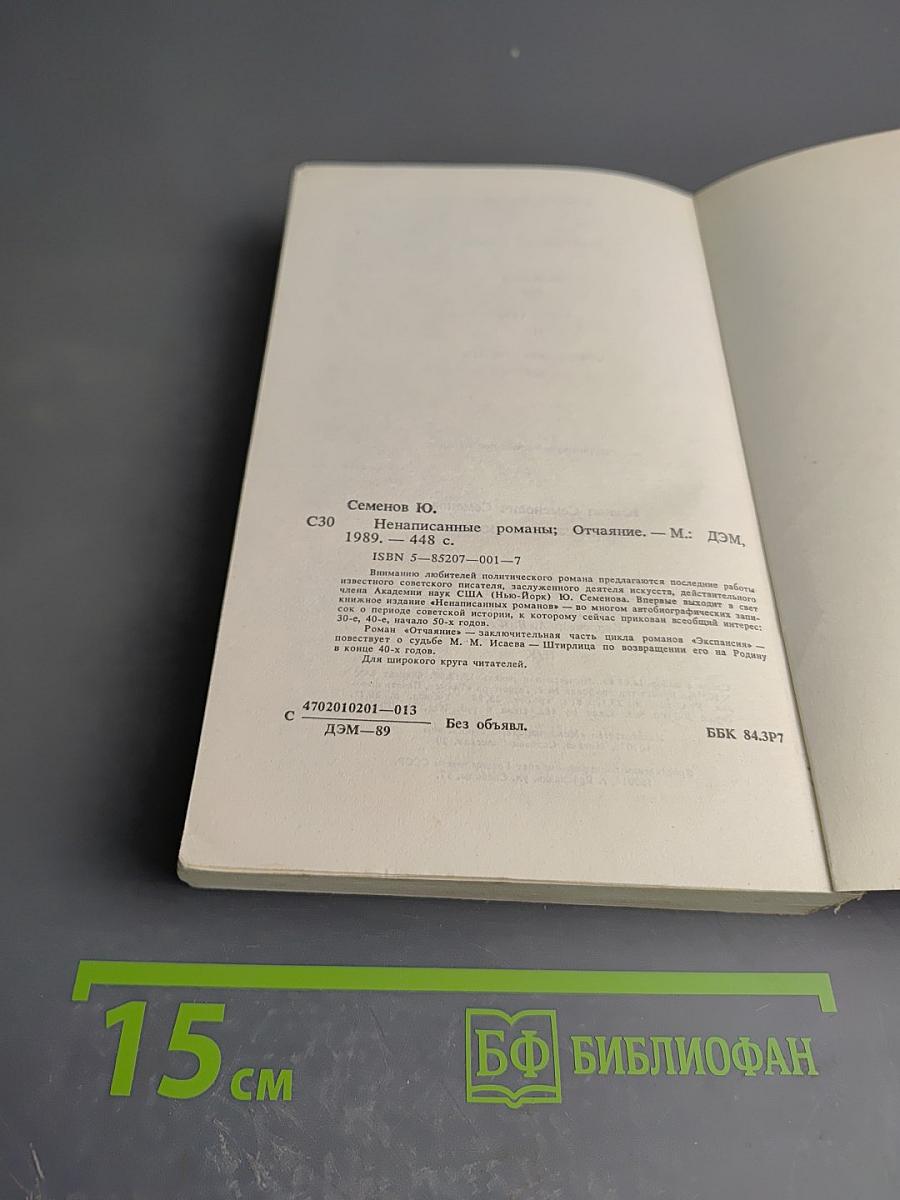 Семенов Ю.
С30 Ненаписанные романы; Отчаяние. — М.: ДЭМ,
1989. — 448 с.
ISBN 5—85207—001—7
Вниманию любителей политического романа предлагаются последние работы
известного советского писателя, заслуженного деятеля искусств, действительного
члена Академии наук США (Нью-Йорк) Ю. Семенова. Впервые выходит в свет
книжное издание «Ненаписанных романов» — во многом автобиографических запи-
сок о периоде советской истории, к которому сейчас прикован всеобщий интерес:
30-е, 40-е, начало 50-х годов.
Роман «Отчаяние» — заключительная часть цикла романов «Экспансия» —
повествует о судьбе М. М. Исаева — Штирлица по возвращении его на Родину
в конце 40-х годов.
Для широкого круга читателей.
С 4702010201—013
ДЭМ—89
Без объявл.
ББК 84.3Р7
15 см
БФ БИБЛИОФАН